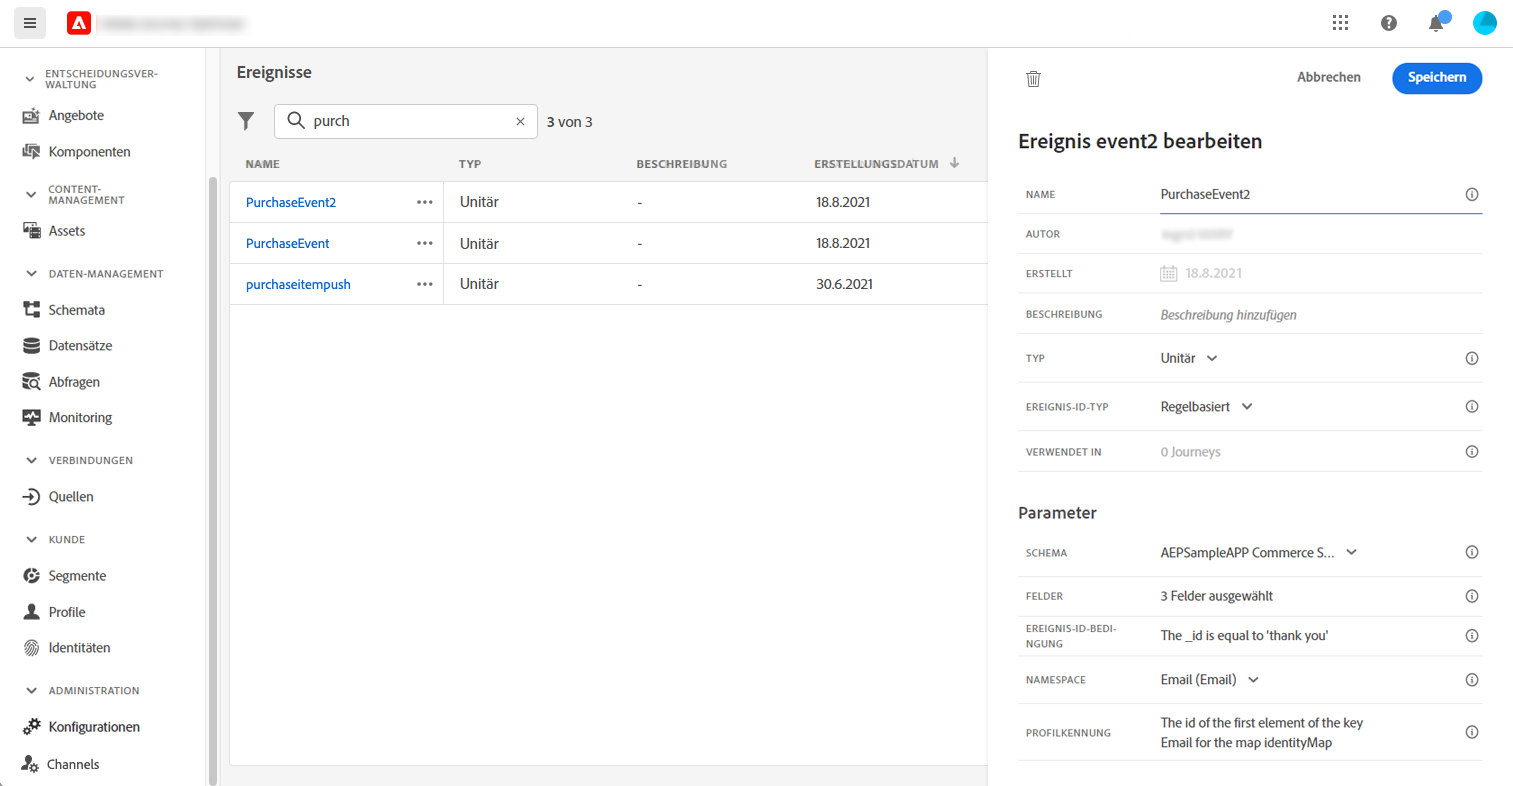 ENTSCHEIDUNGSVER-
WALTUNG
Angebote
Komponenten
CONTENT-
MANAGEMENT
Assets
DATEN-MANAGEMENT
Schemata
Datensätze
Abfragen
Monitoring
VERBINDUNGEN
Quellen
KUNDE
Segmente
Profile
Identitäten
ADMINISTRATION
Konfigurationen
Channels
Ereignisse
purch
3 von 3
NAME TYP BESCHREIBUNG ERSTELLUNGSDATUM
PurchaseEvent2 Unitär - 18.8.2021
PurchaseEvent Unitär - 18.8.2021
purchaseitempush Unitär - 30.6.2021
Abbrechen Speichern
Ereignis event2 bearbeiten
NAME PurchaseEvent2
AUTOR
ERSTELLT 18.8.2021
BESCHREIBUNG Beschreibung hinzufügen
TYP Unitär
EREIGNIS-ID-TYP Regelbasiert
VERWENDET IN 0 Journeys
Parameter
SCHEMA AEPSampleAPP Commerce S...
FELDER 3 Felder ausgewählt
EREIGNIS-ID-BEDI-
NGUNG
The _id is equal to 'thank you'
NAMESPACE Email (Email)
PROFILKENNUNG
The id of the first element of the key
Email for the map identityMap